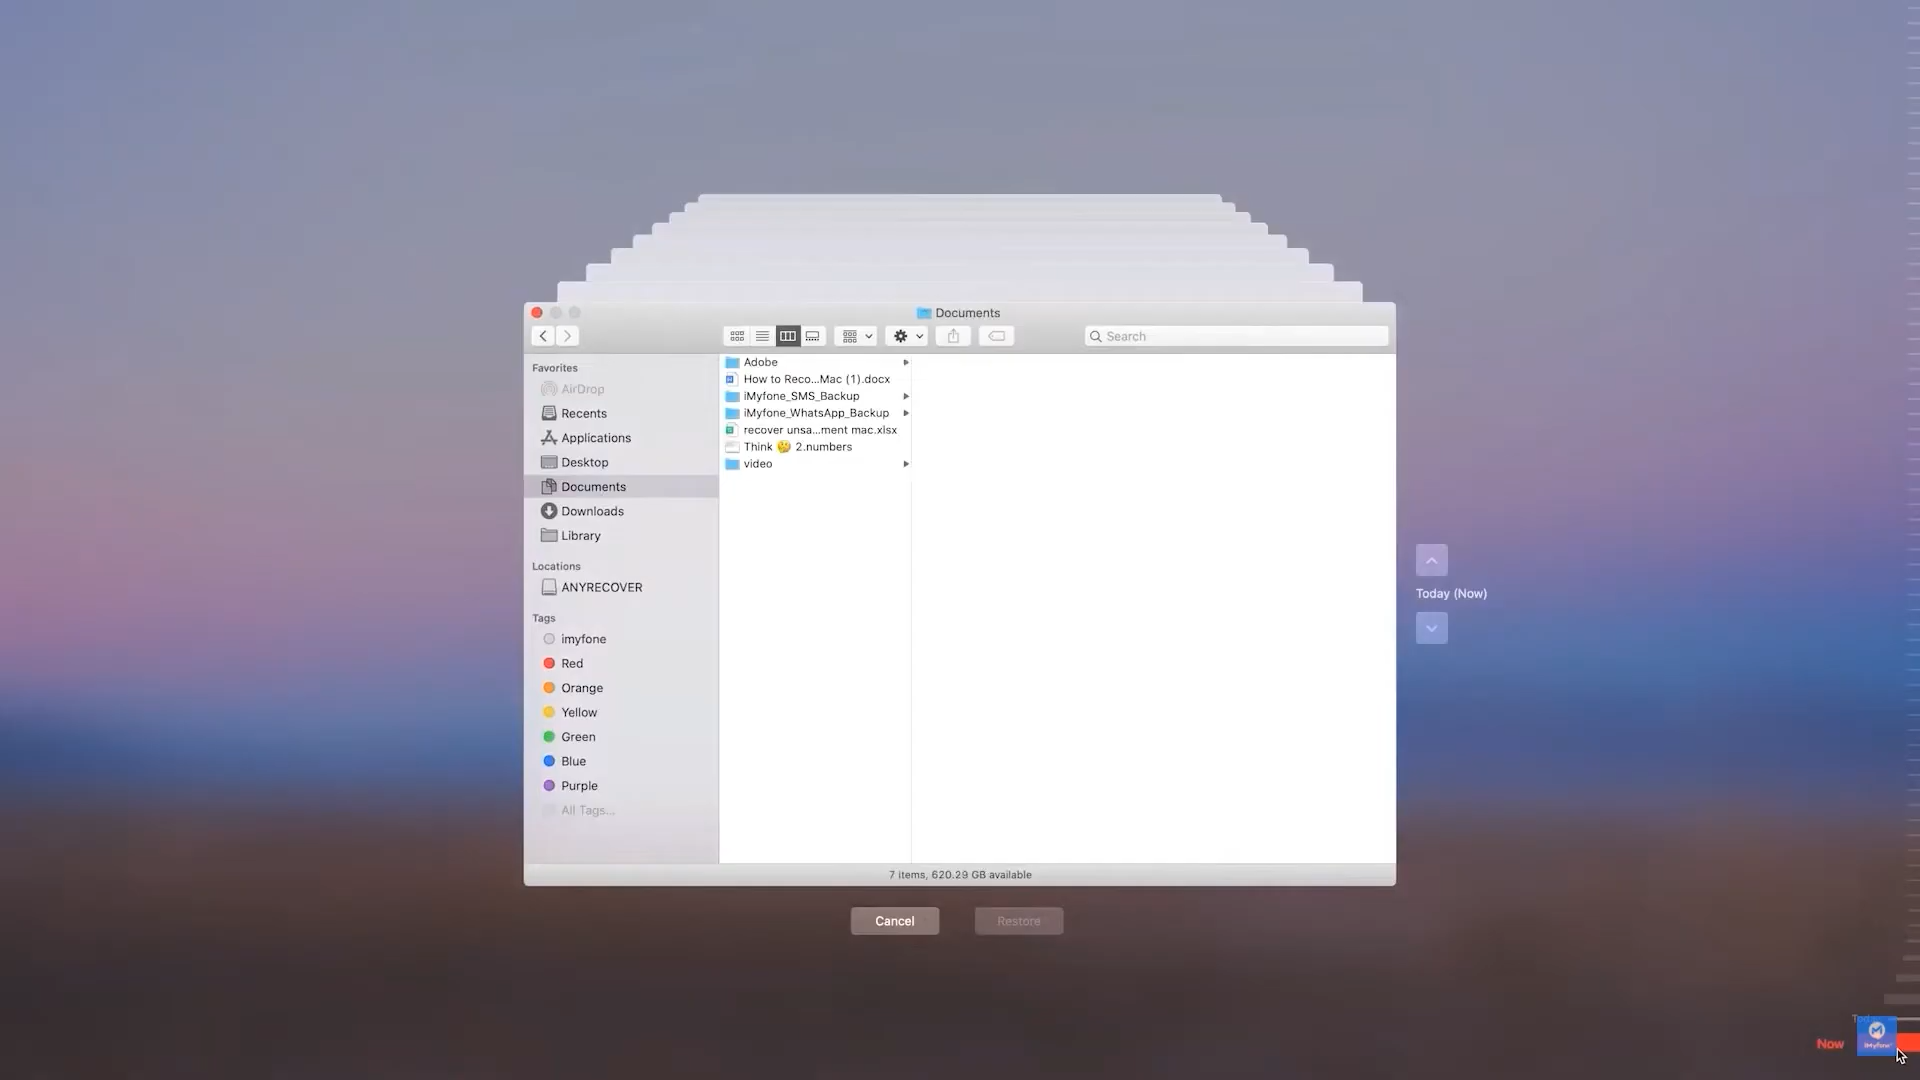 Documents
Search
Favorites
AirDrop
Recents
Applications
Desktop
Documents
Downloads
Library
Locations
ANYRECOVER
Tags
imyfone
Red
Orange
Yellow
Green
Blue
Purple
All Tags...
Adobe
How to Reco...Mac (1).docx
iMyfone_SMS_Backup
iMyfone_WhatsApp_Backup
recover unsa...ment mac.xlsx
Think 🤔 2.numbers
video
Today (Now)
7 items, 620.29 GB available
Cancel
Restore
Now
iMyfone